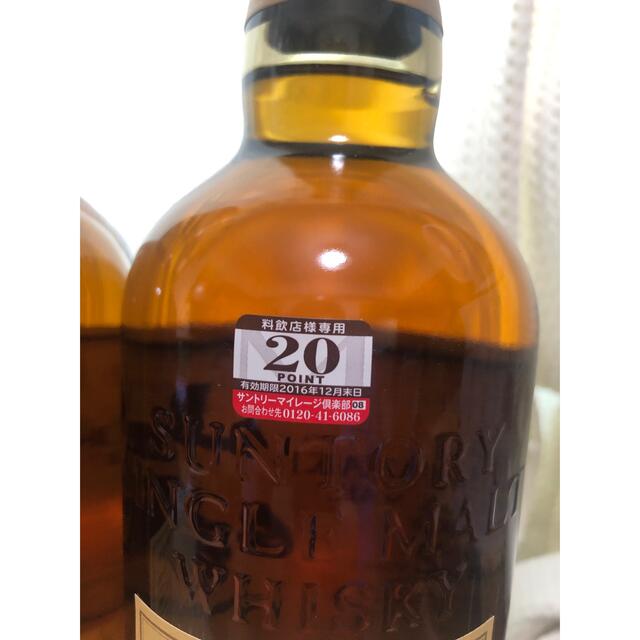 料飲店様専用
20
POINT
有効期限2016年12月末日
サントリーマイレージ倶楽部08
お問合わせ先0120-41-6086
SUNTORY
SINGLE MALT
WHISKY